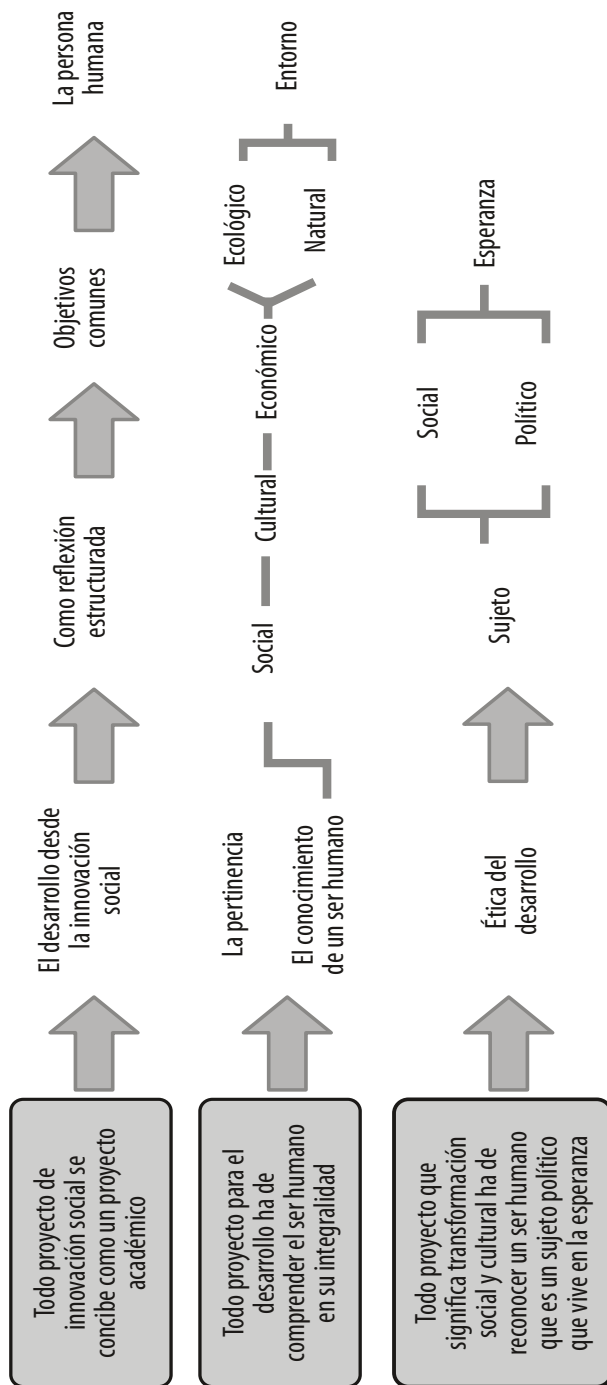 Todo proyecto de
innovación social se
concibe como un proyecto
académico
El desarrollo desde
la innovación
social
Como reflexión
estructurada
Objetivos
comunes
La persona
humana
Todo proyecto para el
desarrollo ha de
comprender el ser humano
en su integralidad
La pertinencia
El conocimiento
de un ser humano
Social
Cultural
Económico
Ecológico
Natural
Entorno
Todo proyecto que
significa transformación
social y cultural ha de
reconocer un ser humano
que es un sujeto político
que vive en la esperanza
Ética del
desarrollo
Sujeto
Social
Político
Esperanza